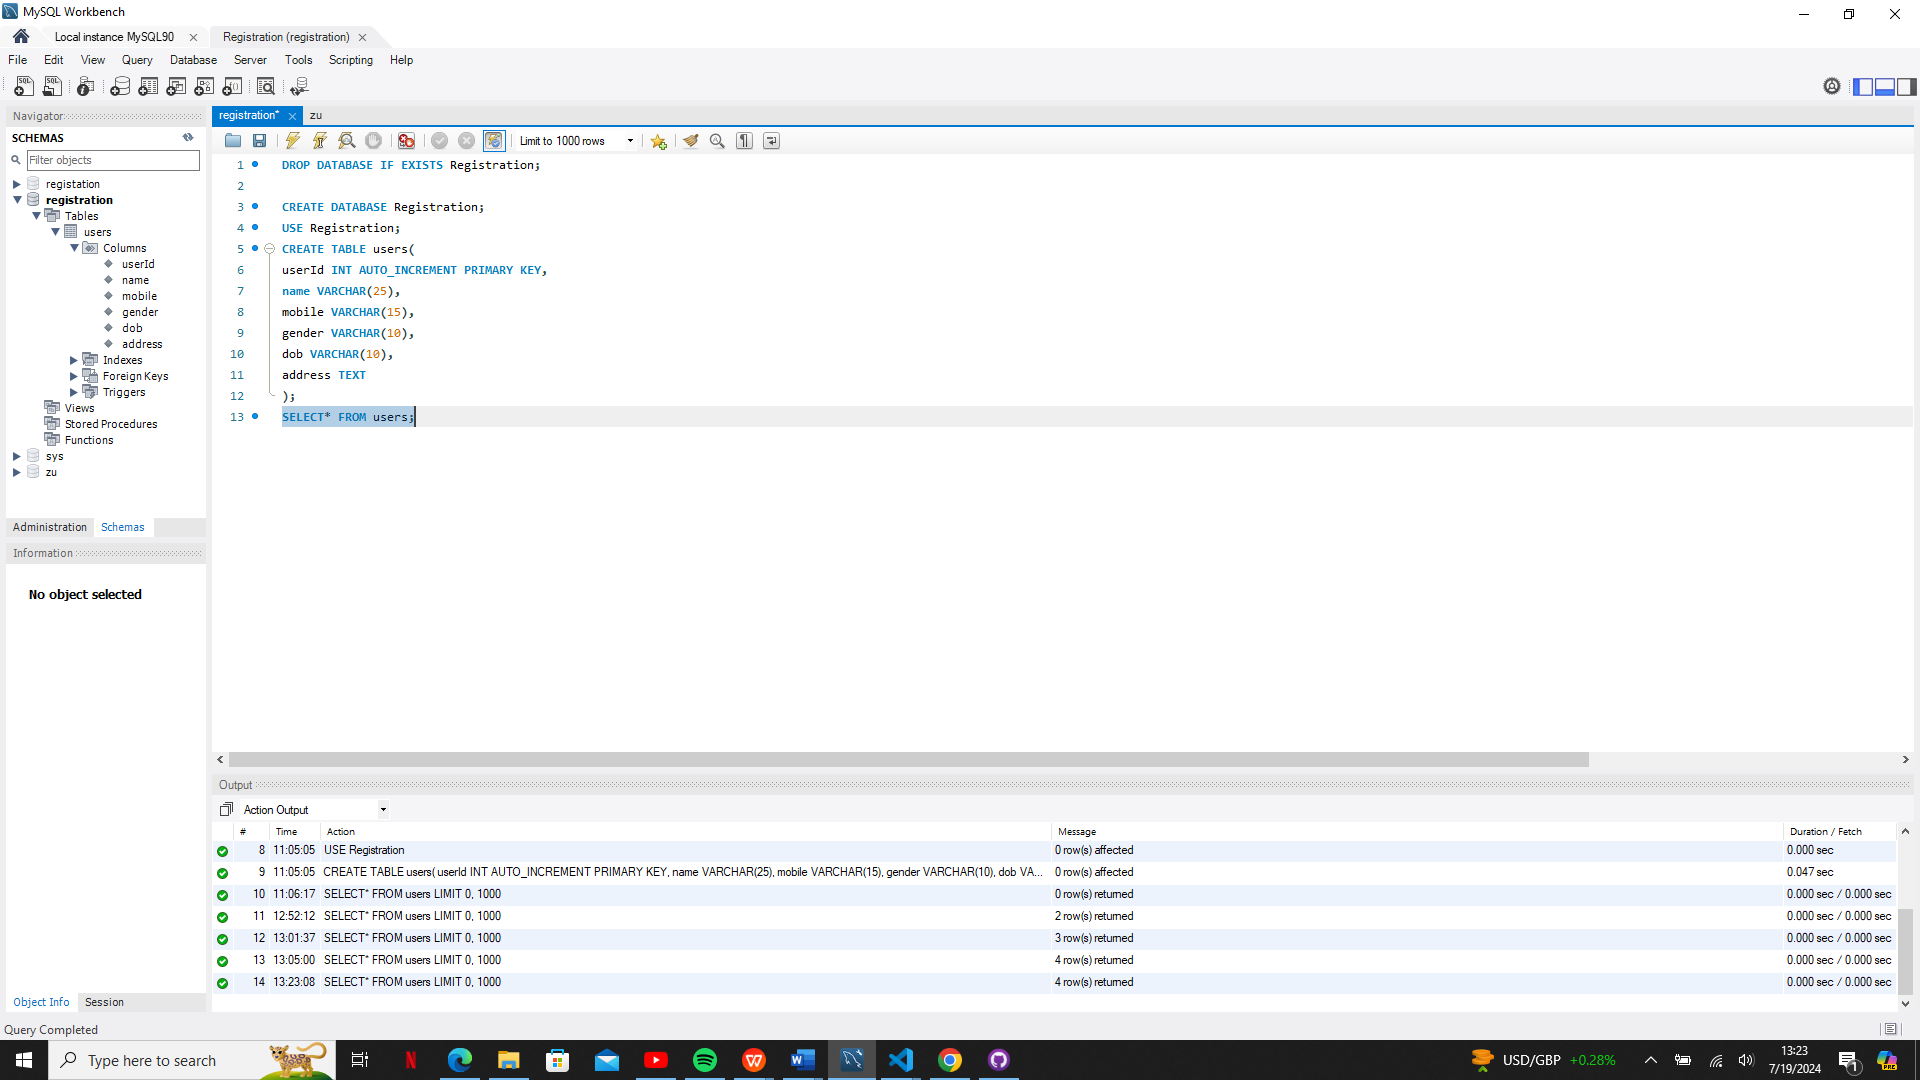 MySQL Workbench
Local instance MySQL90
Registration (registration)
File Edit View Query Database Server Tools Scripting Help
Navigator
SCHEMAS
Filter objects
registation
registration
Tables
users
Columns
userId
name
mobile
gender
dob
address
Indexes
Foreign Keys
Triggers
Views
Stored Procedures
Functions
sys
zu
Administration Schemas
Information
No object selected
Object Info Session
registration* zu
Limit to 1000 rows
1 DROP DATABASE IF EXISTS Registration;
2
3 CREATE DATABASE Registration;
4 USE Registration;
5 CREATE TABLE users(
6 userId INT AUTO_INCREMENT PRIMARY KEY,
7 name VARCHAR(25),
8 mobile VARCHAR(15),
9 gender VARCHAR(10),
10 dob VARCHAR(10),
11 address TEXT
12 );
13 SELECT* FROM users;
Output
Action Output
# Time Action Message Duration / Fetch
8 11:05:05 USE Registration 0 row(s) affected 0.000 sec
9 11:05:05 CREATE TABLE users( userId INT AUTO_INCREMENT PRIMARY KEY, name VARCHAR(25), mobile VARCHAR(15), gender VARCHAR(10), dob VA... 0 row(s) affected 0.047 sec
10 11:06:17 SELECT* FROM users LIMIT 0, 1000 0 row(s) returned 0.000 sec / 0.000 sec
11 12:52:12 SELECT* FROM users LIMIT 0, 1000 2 row(s) returned 0.000 sec / 0.000 sec
12 13:01:37 SELECT* FROM users LIMIT 0, 1000 3 row(s) returned 0.000 sec / 0.000 sec
13 13:05:00 SELECT* FROM users LIMIT 0, 1000 4 row(s) returned 0.000 sec / 0.000 sec
14 13:23:08 SELECT* FROM users LIMIT 0, 1000 4 row(s) returned 0.000 sec / 0.000 sec
Query Completed
Type here to search
USD/GBP +0.28%
13:23
7/19/2024
1